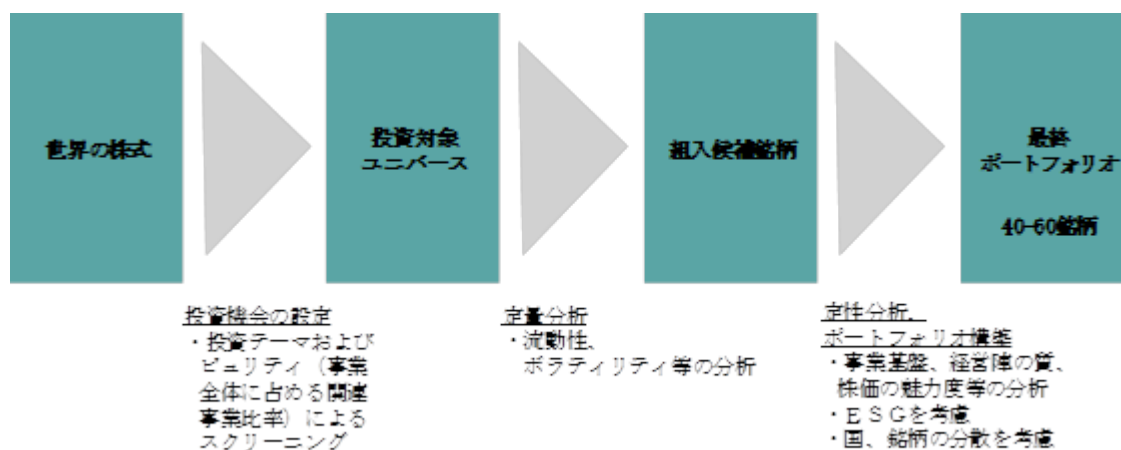 世界の株式
投資対象
ユニバース
組入候補銘柄
最終
ポートフォリオ
40-60銘柄
投資機会の設定
・投資テーマおよび
ピュリティ（事業
全体に占める関連
事業比率）による
スクリーニング
定量分析
・流動性、
ボラティリティ等の分析
定性分析、
ポートフォリオ構築
・事業基盤、経営陣の質、
株価の魅力度等の分析
・ＥＳＧを考慮
・国、銘柄の分散を考慮